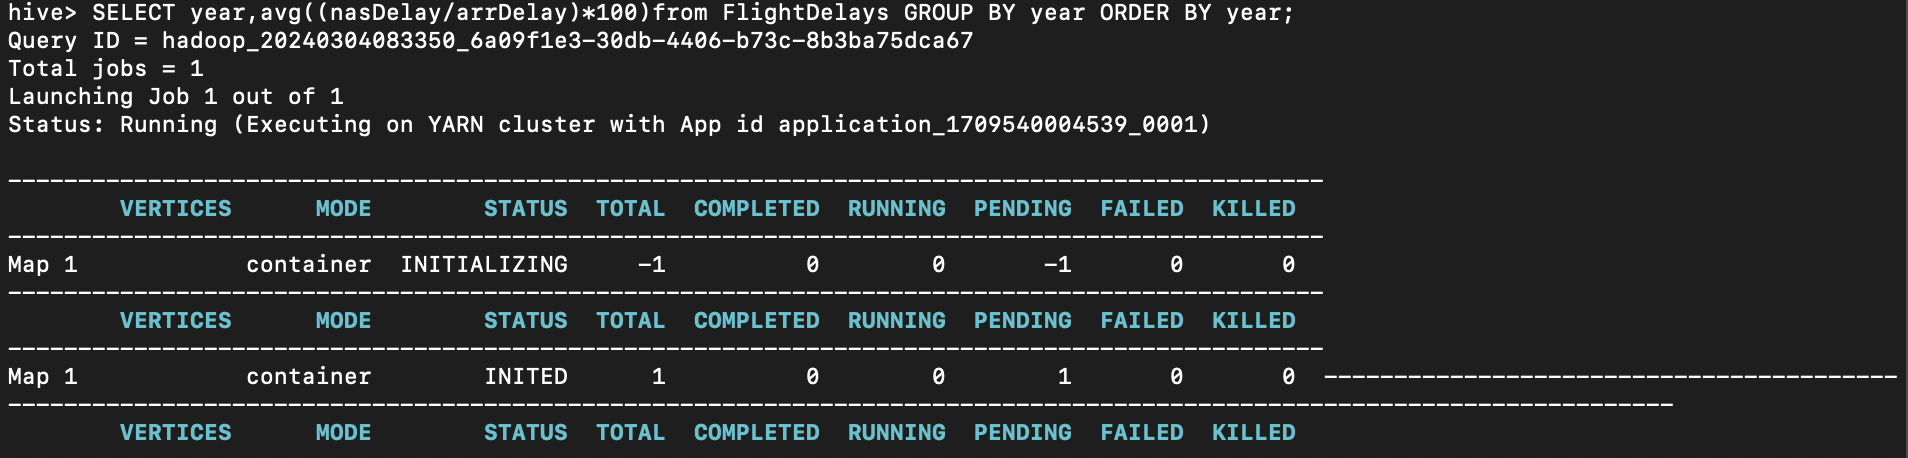 hive> SELECT year,avg((nasDelay/arrDelay)*100)from FlightDelays GROUP BY year ORDER BY year;
Query ID = hadoop_20240304083350_6a09f1e3-30db-4406-b73c-8b3ba75dca67
Total jobs = 1
Launching Job 1 out of 1
Status: Running (Executing on YARN cluster with App id application_1709540004539_0001)
----------------------------------------------------------------------------------------------
VERTICES MODE STATUS TOTAL COMPLETED RUNNING PENDING FAILED KILLED
----------------------------------------------------------------------------------------------
Map 1 container INITIALIZING -1 0 0 -1 0 0
----------------------------------------------------------------------------------------------
VERTICES MODE STATUS TOTAL COMPLETED RUNNING PENDING FAILED KILLED
----------------------------------------------------------------------------------------------
Map 1 container INITED 1 0 0 1 0 0 -----------------------------------------
-----------------------------------------------------------------------------------------------------------------------
VERTICES MODE STATUS TOTAL COMPLETED RUNNING PENDING FAILED KILLED